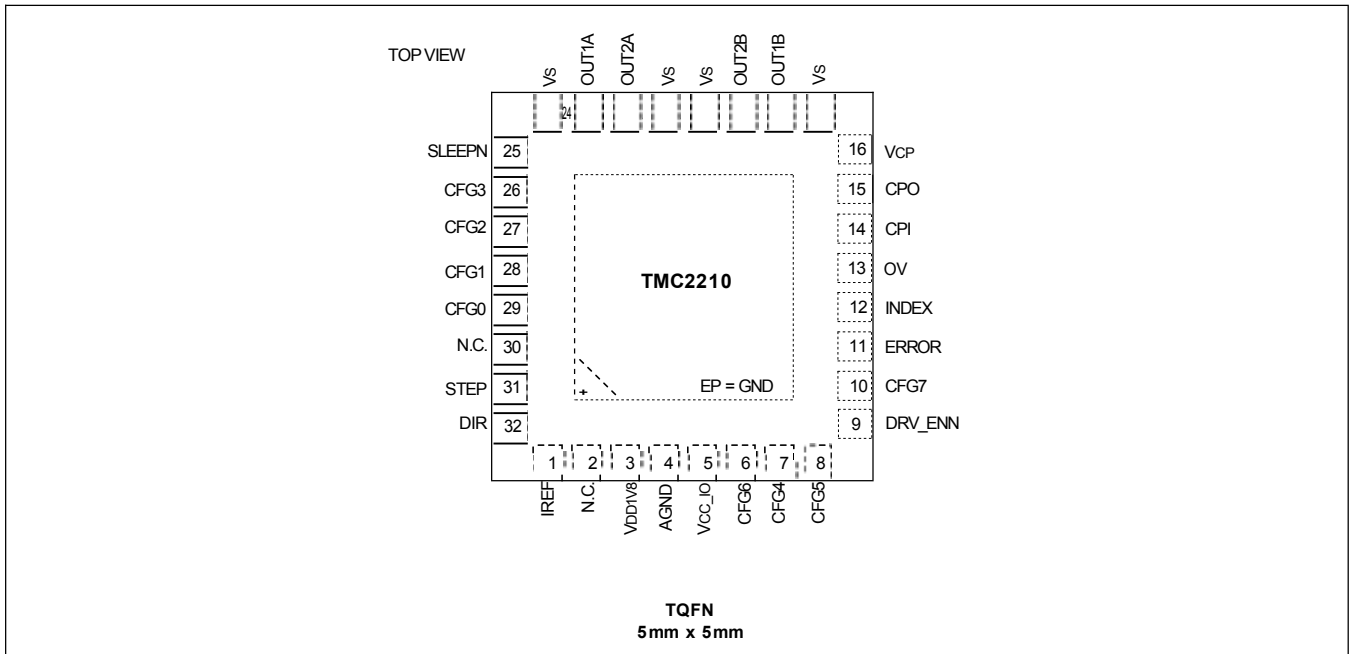 TOP VIEW
VS
OUT1A
OUT2A
VS
VS
OUT2B
OUT1B
VS
24
SLEEPN 25
16 VCP
CFG3 26
15 CPO
CFG2 27
14 CPI
CFG1 28
13 OV
TMC2210
CFG0 29
12 INDEX
N.C. 30
11 ERROR
STEP 31
10 CFG7
EP = GND
+
DIR 32
9 DRV_ENN
1 2 3 4 5 6 7 8
IREF
N.C.
VDD1V8
AGND
VCC_IO
CFG6
CFG4
CFG5
TQFN
5mm x 5mm